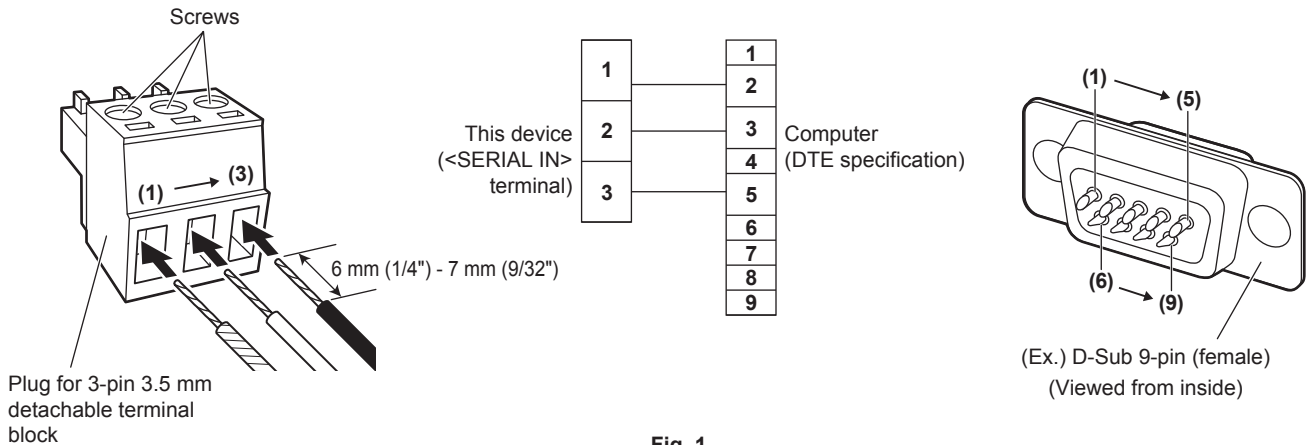 Screws
(1) (3)
6 mm (1/4") - 7 mm (9/32")
Plug for 3-pin 3.5 mm
detachable terminal
block
This device
(<SERIAL IN>
terminal)
1
2
3
1
2
3
4
5
6
7
8
9
Computer
(DTE specification)
(1)
(5)
(6)
(9)
(Ex.) D-Sub 9-pin (female)
(Viewed from inside)